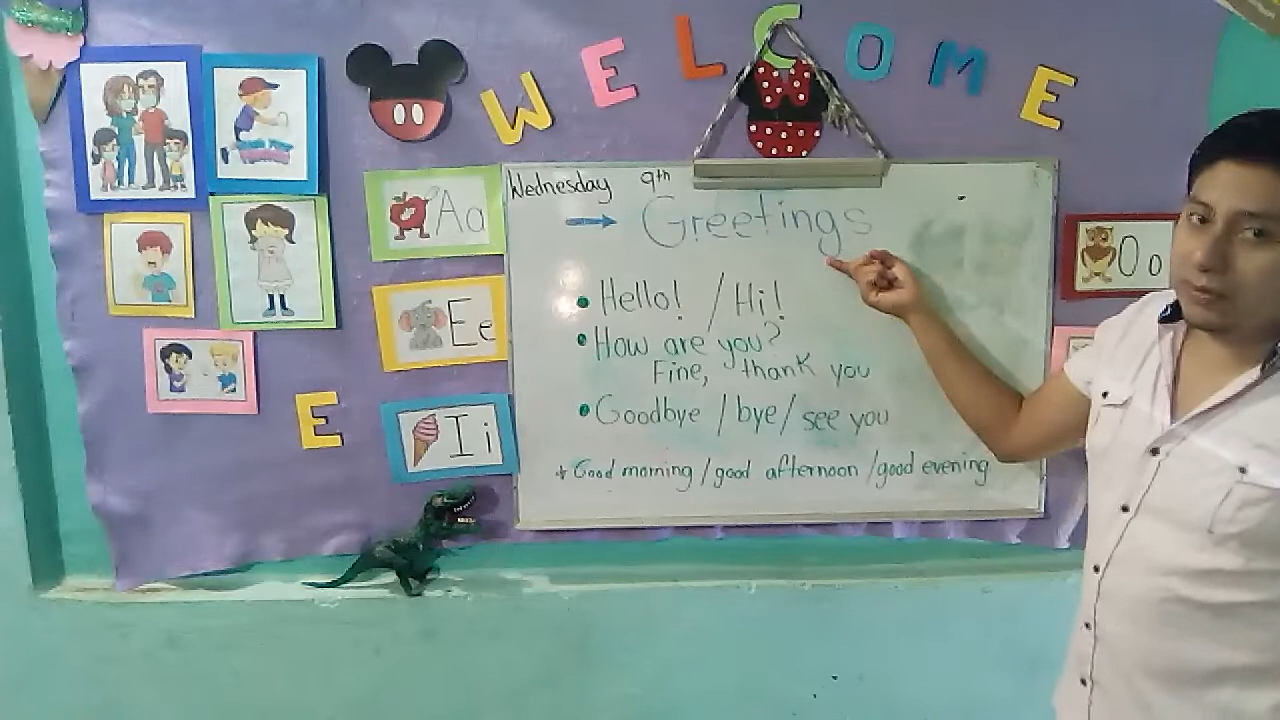 WELCOME
Aa
Ee
Ii
E
Oo
Wednesday 9th
Greetings
Hello! / Hi!
How are you?
Fine, thank you
Goodbye / bye / see you
+ Good morning / good afternoon / good evening